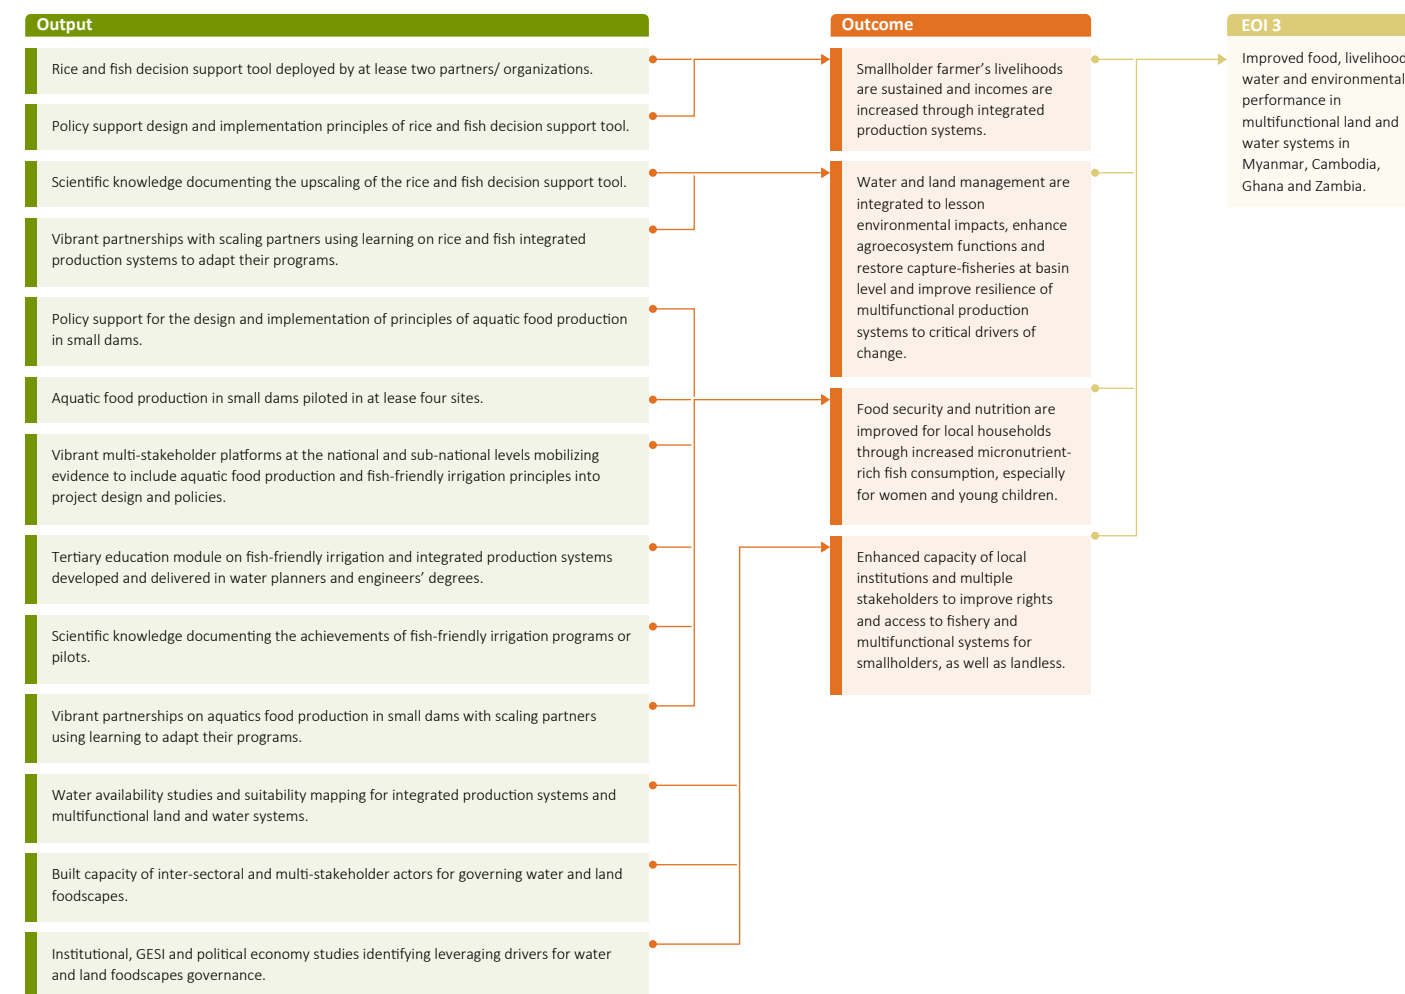 Output
Rice and fish decision support tool deployed by at lease two partners/ organizations.
Policy support design and implementation principles of rice and fish decision support tool.
Scientific knowledge documenting the upscaling of the rice and fish decision support tool.
Vibrant partnerships with scaling partners using learning on rice and fish integrated
production systems to adapt their programs.
Policy support for the design and implementation of principles of aquatic food production
in small dams.
Aquatic food production in small dams piloted in at lease four sites.
Vibrant multi-stakeholder platforms at the national and sub-national levels mobilizing
evidence to include aquatic food production and fish-friendly irrigation principles into
project design and policies.
Tertiary education module on fish-friendly irrigation and integrated production systems
developed and delivered in water planners and engineers’ degrees.
Scientific knowledge documenting the achievements of fish-friendly irrigation programs or
pilots.
Vibrant partnerships on aquatics food production in small dams with scaling partners
using learning to adapt their programs.
Water availability studies and suitability mapping for integrated production systems and
multifunctional land and water systems.
Built capacity of inter-sectoral and multi-stakeholder actors for governing water and land
foodscapes.
Institutional, GESI and political economy studies identifying leveraging drivers for water
and land foodscapes governance.
Outcome
Smallholder farmer’s livelihoods
are sustained and incomes are
increased through integrated
production systems.
Water and land management are
integrated to lesson
environmental impacts, enhance
agroecosystem functions and
restore capture-fisheries at basin
level and improve resilience of
multifunctional production
systems to critical drivers of
change.
Food security and nutrition are
improved for local households
through increased micronutrient-
rich fish consumption, especially
for women and young children.
Enhanced capacity of local
institutions and multiple
stakeholders to improve rights
and access to fishery and
multifunctional systems for
smallholders, as well as landless.
EOI 3
Improved food, livelihood
water and environmental
performance in
multifunctional land and
water systems in
Myanmar, Cambodia,
Ghana and Zambia.